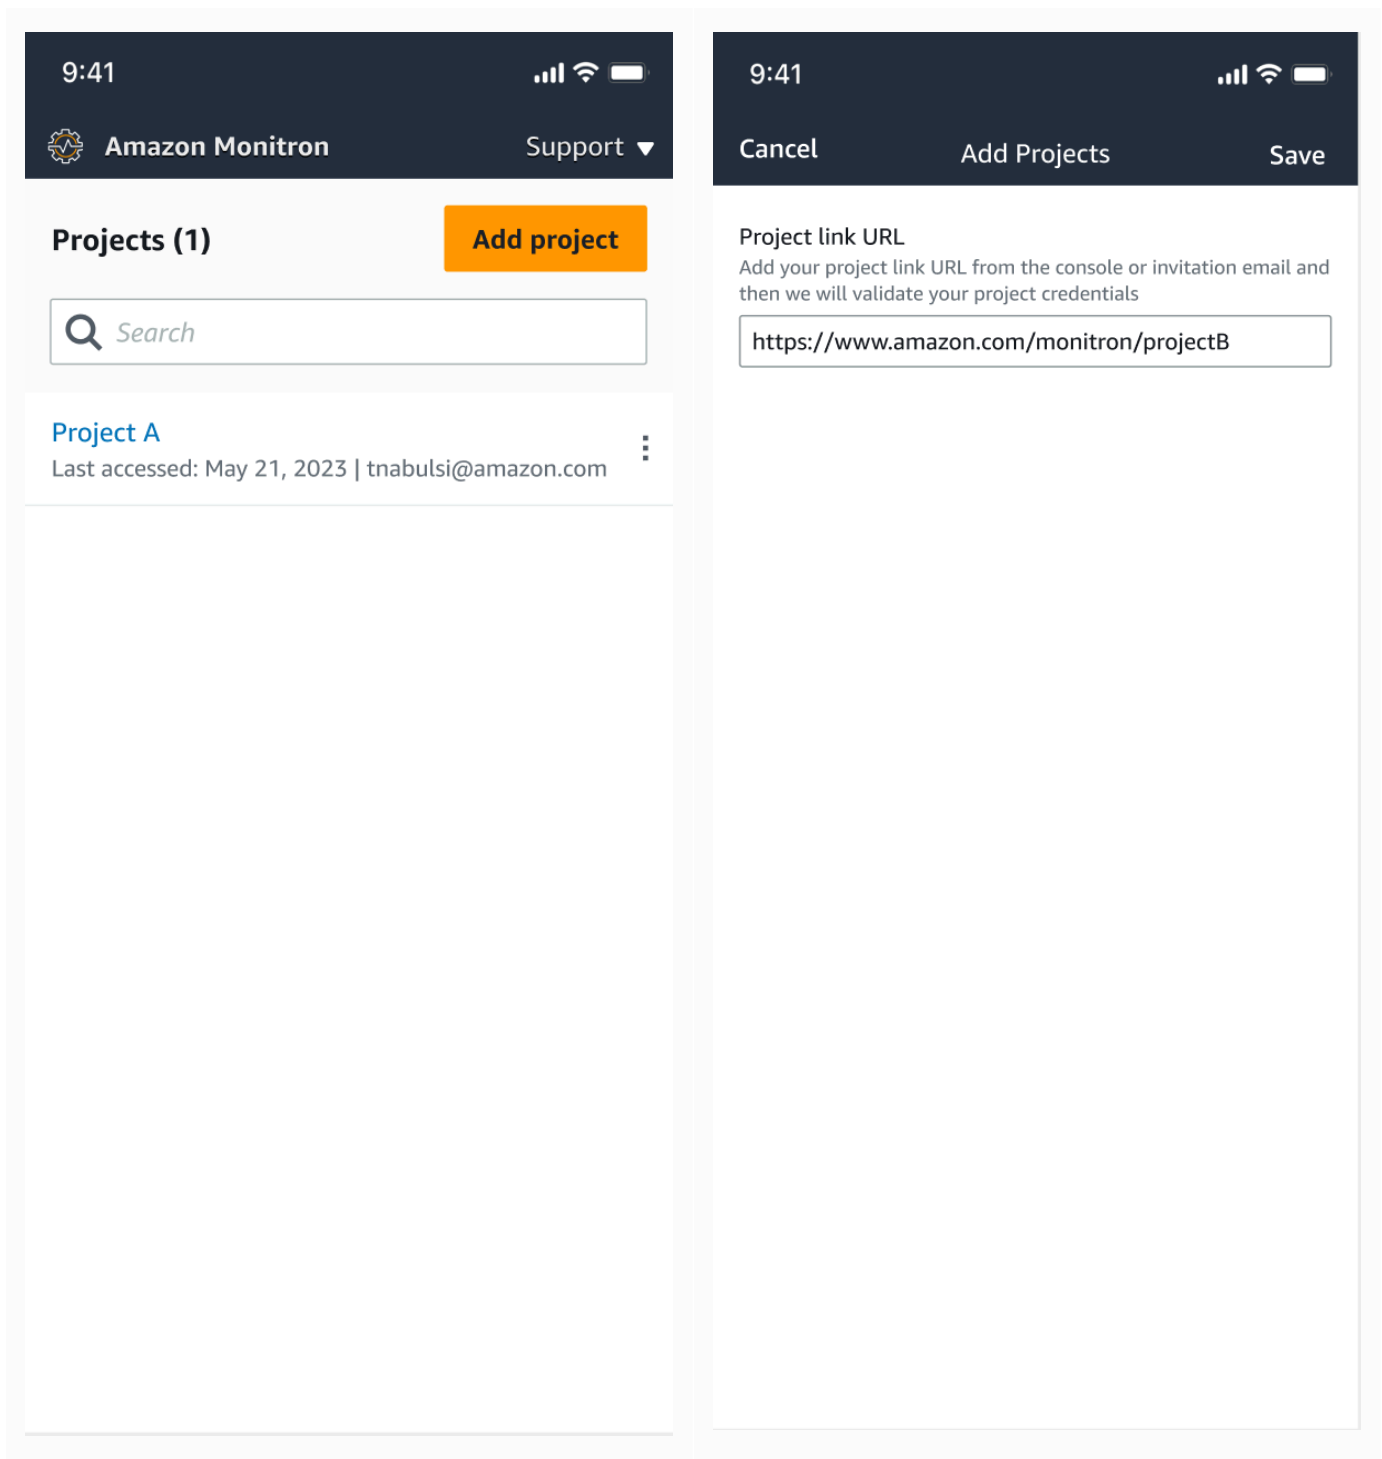 9:41
Amazon Monitron
Support
Projects (1)
Add project
Search
Project A
Last accessed: May 21, 2023 | tnabulsi@amazon.com
9:41
Cancel
Add Projects
Save
Project link URL
Add your project link URL from the console or invitation email and
then we will validate your project credentials
https://www.amazon.com/monitron/projectB